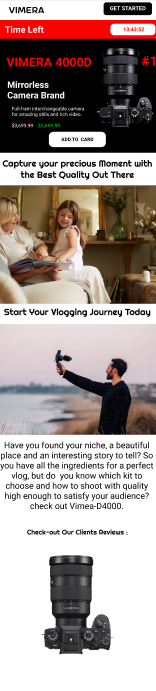 VIMERA
GET STARTED
Time Left
13:43:52
VIMERA 4000D
#1
Mirrorless
Camera Brand
Full-frame interchangeable camera
for amazing stills and rich video.
$3,699.99 $2,699.99
ADD TO CARD
Capture your precious Moment with
the Best Quality Out There
Start Your Vlogging Journey Today
Have you found your niche, a beautiful
place and an interesting story to tell? So
you have all the ingredients for a perfect
vlog, but do you know which kit to
choose and how to shoot with quality
high enough to satisfy your audience?
check out Vimea-D4000.
Check-out Our Clients Reviews :